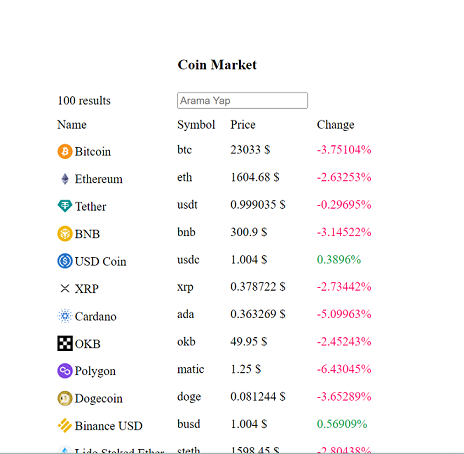 Coin Market
100 results Arama Yap
Name Symbol Price Change
Bitcoin btc 23033 $ -3.75104%
Ethereum eth 1604.68 $ -2.63253%
Tether usdt 0.999035 $ -0.29695%
BNB bnb 300.9 $ -3.14522%
USD Coin usdc 1.004 $ 0.3896%
XRP xrp 0.378722 $ -2.73442%
Cardano ada 0.363269 $ -5.09963%
OKB okb 49.95 $ -2.45243%
Polygon matic 1.25 $ -6.43045%
Dogecoin doge 0.081244 $ -3.65289%
Binance USD busd 1.004 $ 0.56909%
Lido Staked Ether steth 1598.45 $ -2.80438%